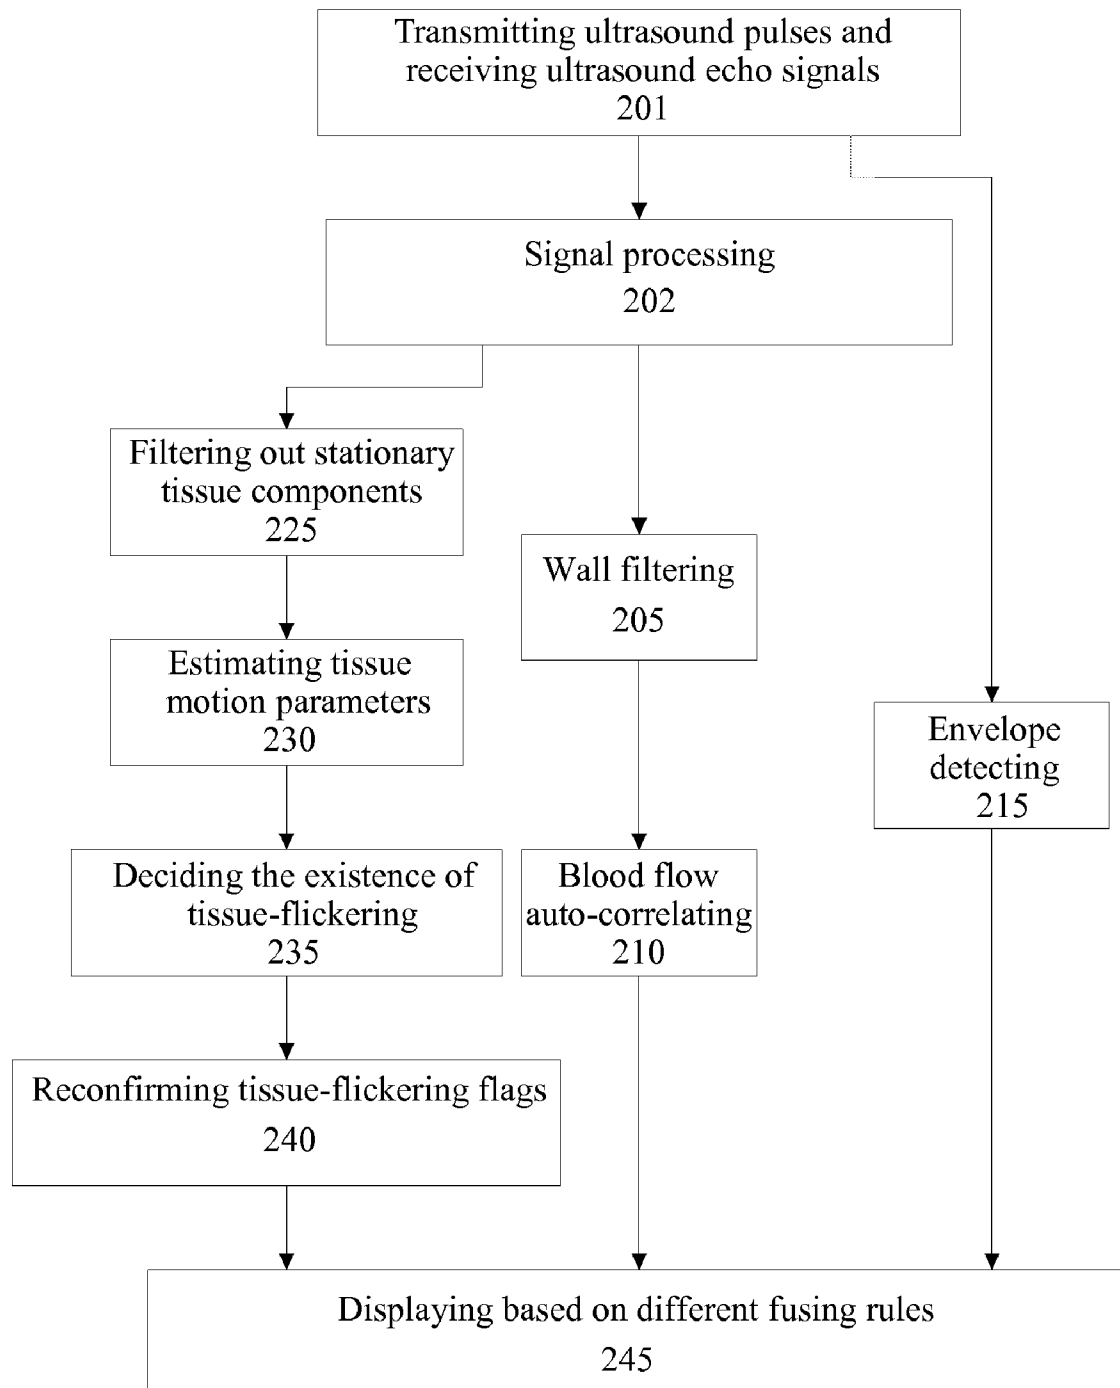 Transmitting ultrasound pulses and
receiving ultrasound echo signals
201
Signal processing
202
Filtering out stationary
tissue components
225
Wall filtering
205
Estimating tissue
motion parameters
230
Envelope
detecting
215
Deciding the existence of
tissue-flickering
235
Blood flow
auto-correlating
210
Reconfirming tissue-flickering flags
240
Displaying based on different fusing rules
245